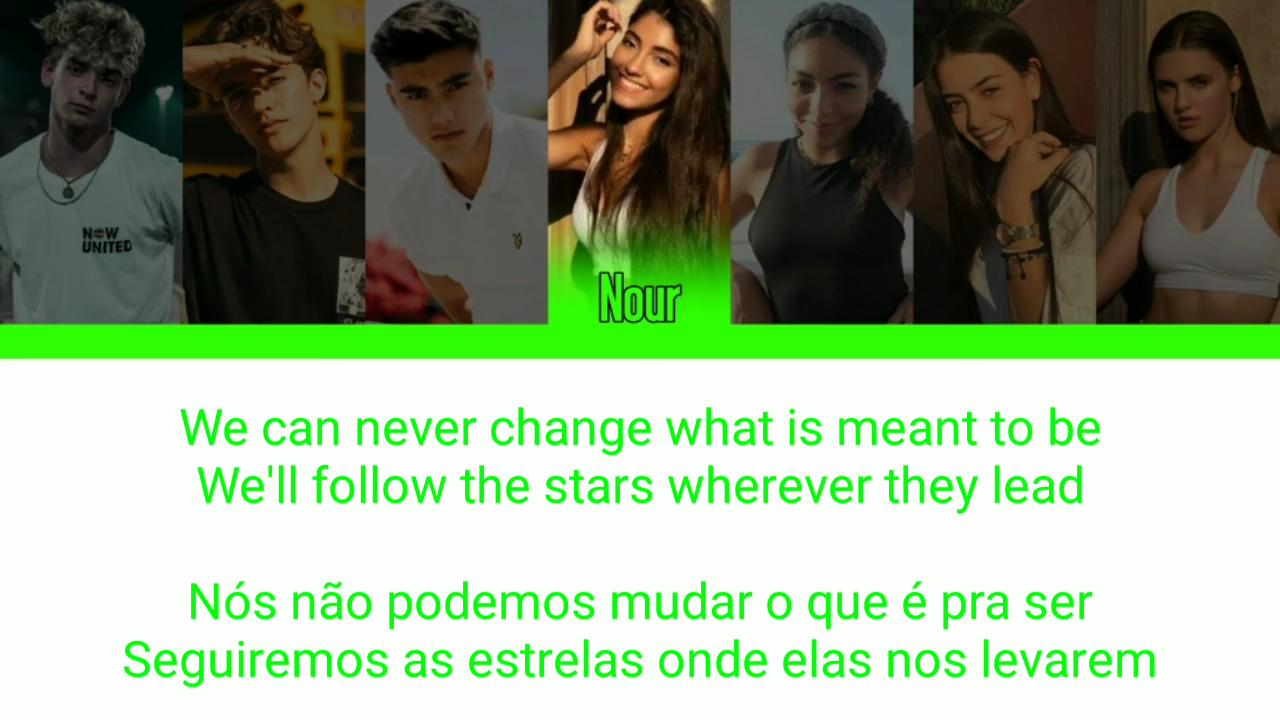 NOW
UNITED
Nour
We can never change what is meant to be
We'll follow the stars wherever they lead
Nós não podemos mudar o que é pra ser
Seguiremos as estrelas onde elas nos levarem